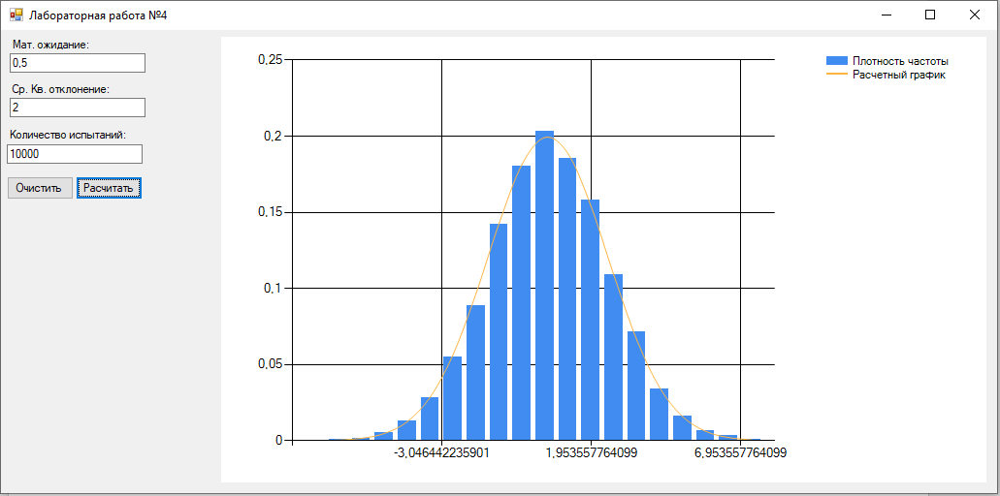 Лабораторная работа №4
Мат. ожидание:
0,5
Ср. Кв. отклонение:
2
Количество испытаний:
10000
Очистить Расчитать
0,25
0,2
0,15
0,1
0,05
0
-3,046442235901 1,953557764099 6,953557764099
Плотность частоты
Расчетный график